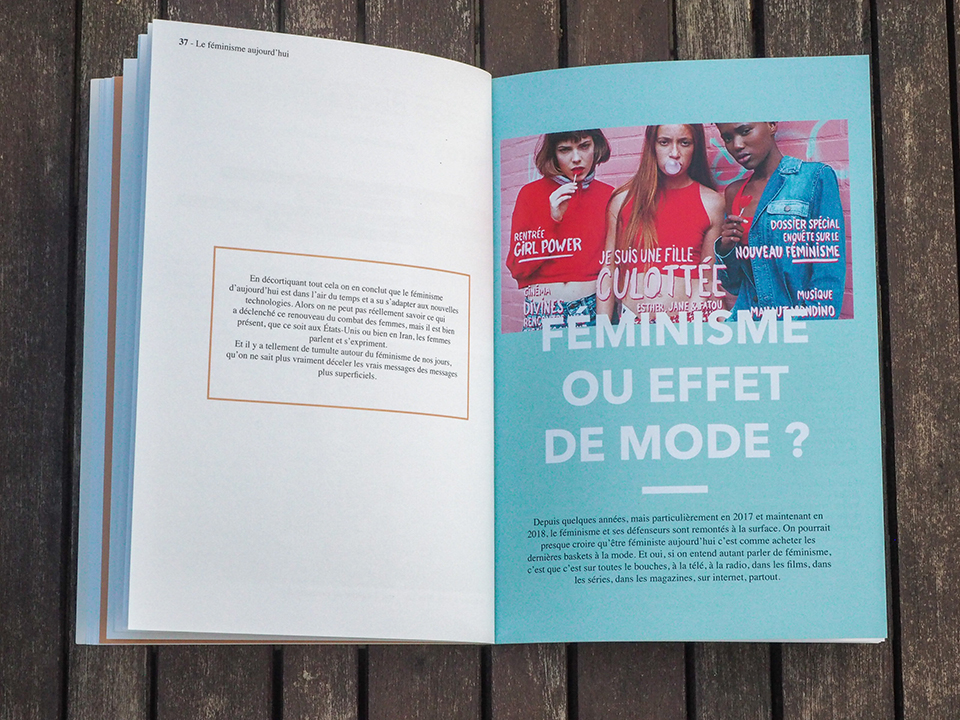 37 - Le féminisme aujourd'hui
En décortiquant tout cela on en conclut que le féminisme
d'aujourd'hui est dans l'air du temps et a su s'adapter aux nouvelles
technologies. Alors on ne peut pas réellement savoir ce qui
a déclenché ce renouveau du combat des femmes, mais il est bien
présent, que ce soit aux États-Unis ou bien en Iran, les femmes
parlent et s'expriment.
Et il y a tellement de tumulte autour du féminisme de nos jours,
qu'on ne sait plus vraiment déceler les vrais messages des messages
plus superficiels.
RENTRÉE
GIRL POWER
CINÉMA
DIVINES
JE SUIS UNE FILLE
CULOTTÉE
ESTHER, JANE & FATOU
DOSSIER SPÉCIAL
ENQUÊTE SUR LE
NOUVEAU FÉMINISME
MUSIQUE
FÉMINISME
OU EFFET
DE MODE ?
Depuis quelques années, mais particulièrement en 2017 et maintenant en
2018, le féminisme et ses défenseurs sont remontés à la surface. On pourrait
presque croire qu'être féministe aujourd'hui c'est comme acheter les
dernières baskets à la mode. Et oui, si on entend autant parler de féminisme,
c'est que c'est sur toutes le bouches, à la télé, à la radio, dans les films, dans
les séries, dans les magazines, sur internet, partout.